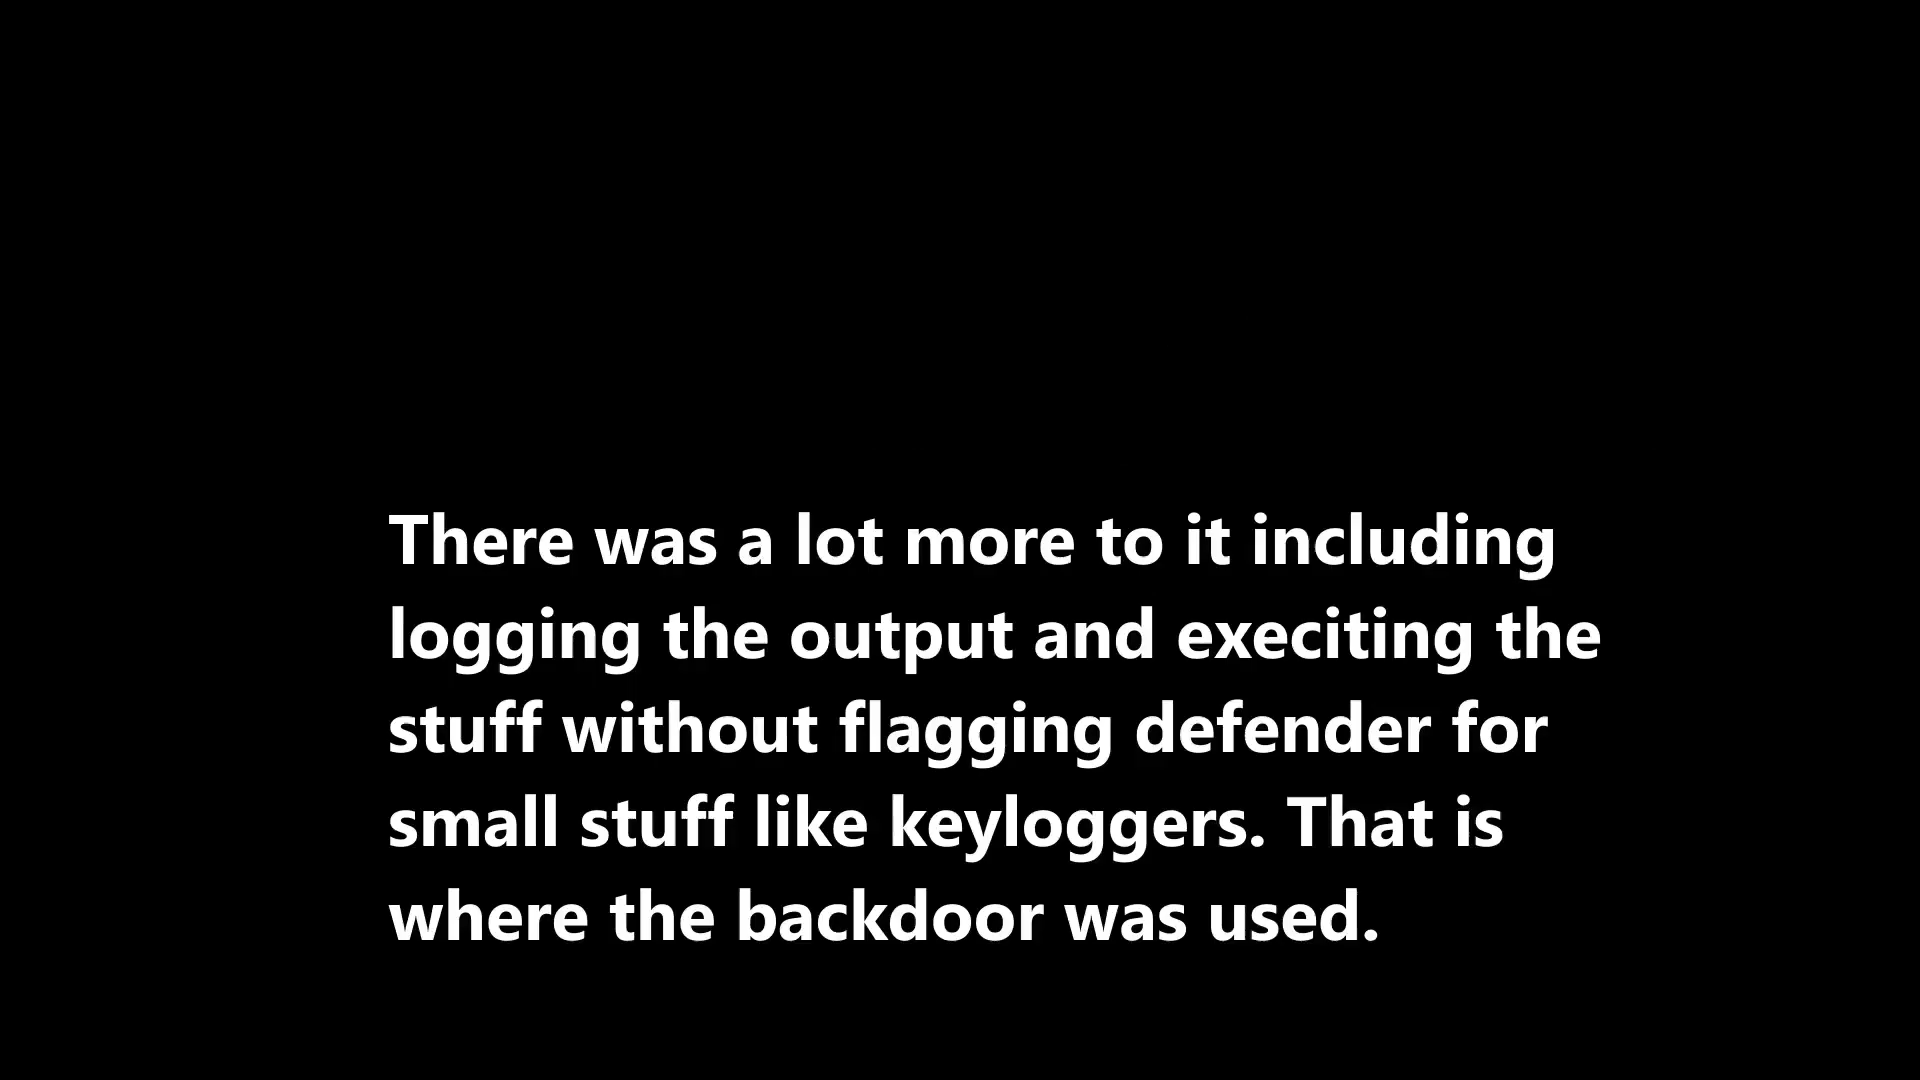 There was a lot more to it including
logging the output and execiting the
stuff without flagging defender for
small stuff like keyloggers. That is
where the backdoor was used.